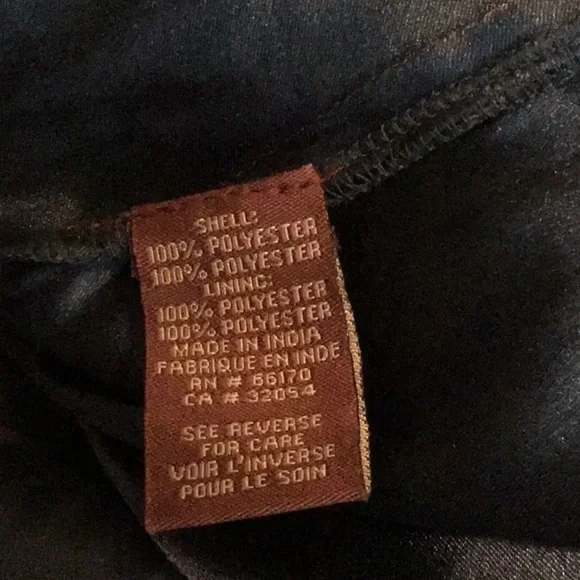 SHELL:
100% POLYESTER
100% POLYESTER
LINING:
100% POLYESTER
100% POLYESTER
MADE IN INDIA
FABRIQUE EN INDE
RN # 66170
CA # 32054
SEE REVERSE
FOR CARE
VOIR L'INVERSE
POUR LE SOIN